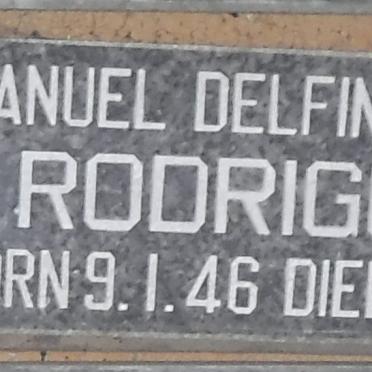 ANUEL DELFIN
RODRIG
ORN 9.1.46 DIE